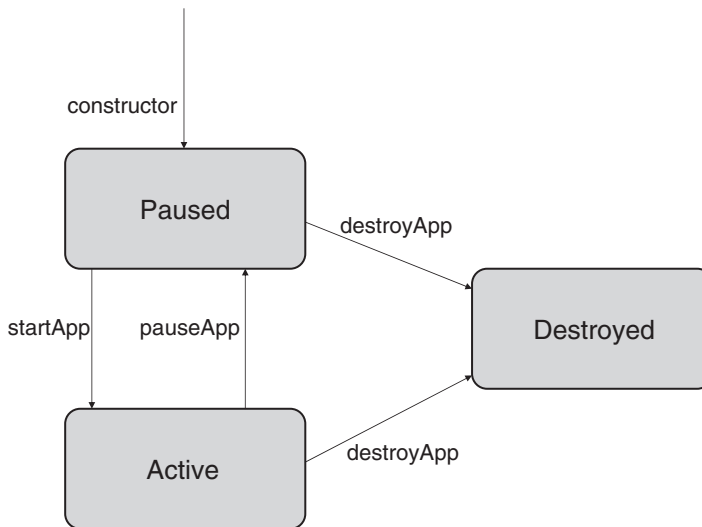 constructor
Paused
destroyApp
startApp
pauseApp
Destroyed
Active
destroyApp